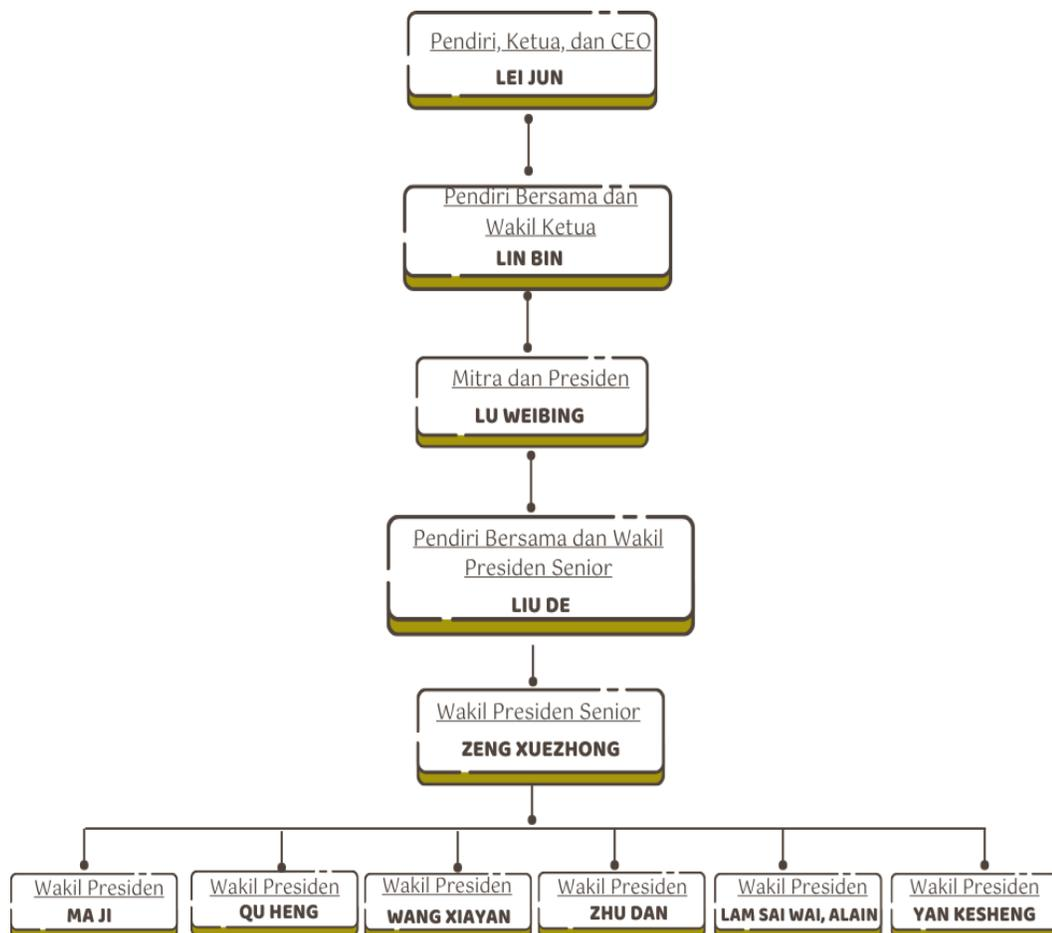 Pendiri, Ketua, dan CEO
LEI JUN
Pendiri Bersama dan
Wakil Ketua
LIN BIN
Mitra dan Presiden
LU WEIBING
Pendiri Bersama dan Wakil
Presiden Senior
LIU DE
Wakil Presiden Senior
ZENG XUEZHONG
Wakil Presiden
MA JI
Wakil Presiden
QU HENG
Wakil Presiden
WANG XIAYAN
Wakil Presiden
ZHU DAN
Wakil Presiden
LAM SAI WAI, ALAIN
Wakil Presiden
YAN KESHENG